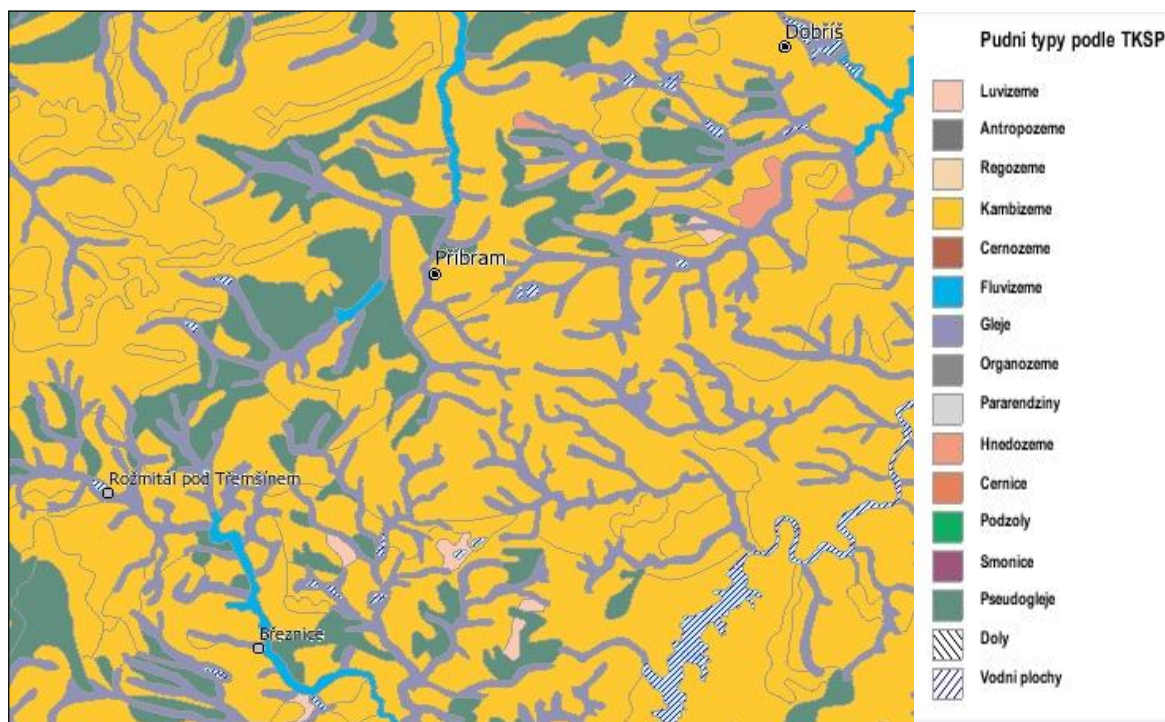 Dobříš
Příbram
Rožmitál pod Třemšínem
Březnice
Pudni typy podle TKSP
Luvizeme
Antropozeme
Regozeme
Kambizeme
Cernozeme
Fluvizeme
Gleje
Organozeme
Pararendziny
Hnedozeme
Cernice
Podzoly
Smonice
Pseudogleje
Doly
Vodni plochy